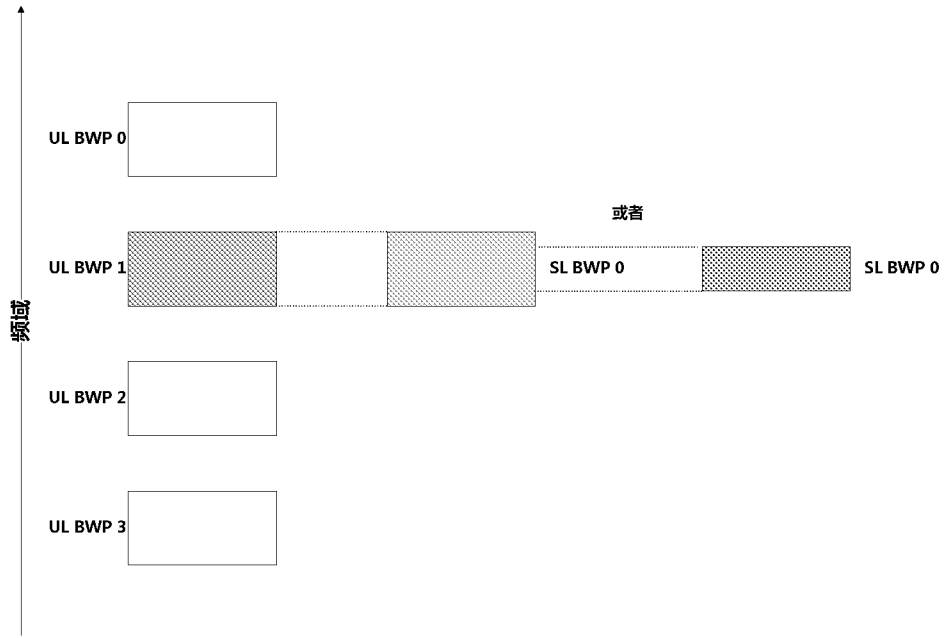 UL BWP 0
或者
UL BWP 1
SL BWP 0
SL BWP 0
频域
UL BWP 2
UL BWP 3